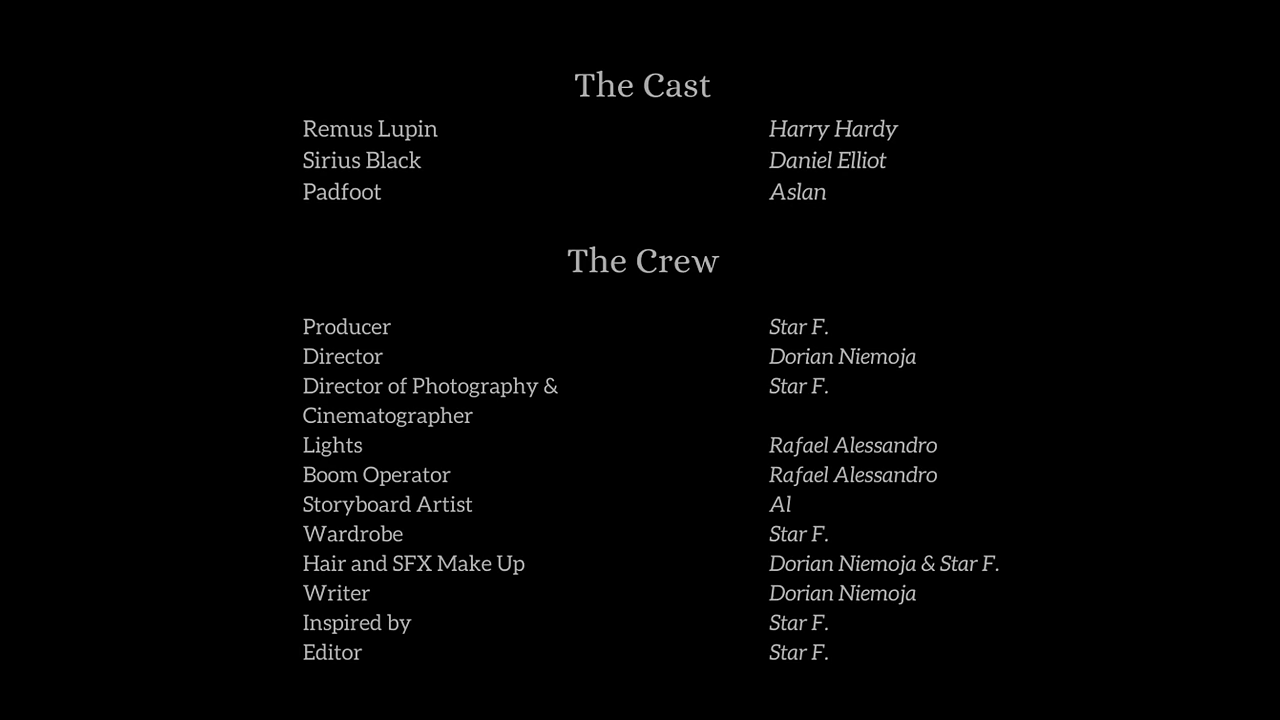 The Cast
Remus Lupin Harry Hardy
Sirius Black Daniel Elliot
Padfoot Aslan
The Crew
Producer Star F.
Director Dorian Niemoja
Director of Photography & Star F.
Cinematographer
Lights Rafael Alessandro
Boom Operator Rafael Alessandro
Storyboard Artist Al
Wardrobe Star F.
Hair and SFX Make Up Dorian Niemoja & Star F.
Writer Dorian Niemoja
Inspired by Star F.
Editor Star F.